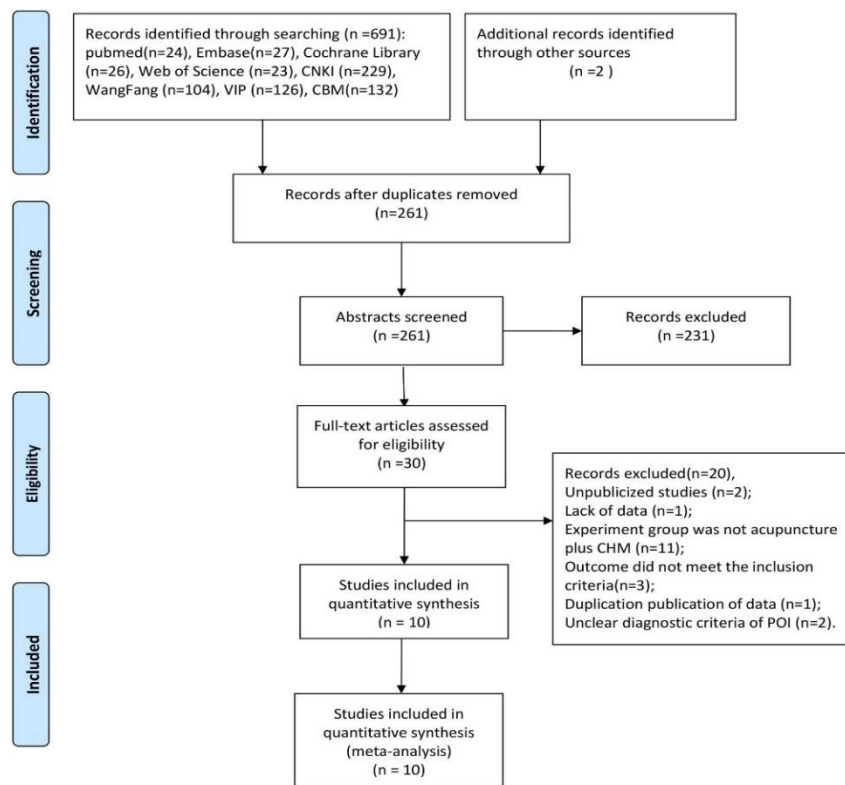 Identification
Records identified through searching (n =691):
pubmed(n=24), Embase(n=27), Cochrane Library
(n=26), Web of Science (n=23), CNKI (n=229),
WangFang (n=104), VIP (n=126), CBM(n=132)
Additional records identified
through other sources
(n =2 )
Records after duplicates removed
(n=261)
Screening
Abstracts screened
(n =261)
Records excluded
(n =231)
Eligibility
Full-text articles assessed
for eligibility
(n =30)
Records excluded(n=20),
Unpublicized studies (n=2);
Lack of data (n=1);
Experiment group was not acupuncture
plus CHM (n=11);
Outcome did not meet the inclusion
criteria(n=3);
Duplication publication of data (n=1);
Unclear diagnostic criteria of POI (n=2).
Included
Studies included in
quantitative synthesis
(n = 10)
Studies included in
quantitative synthesis
(meta-analysis)
(n = 10)